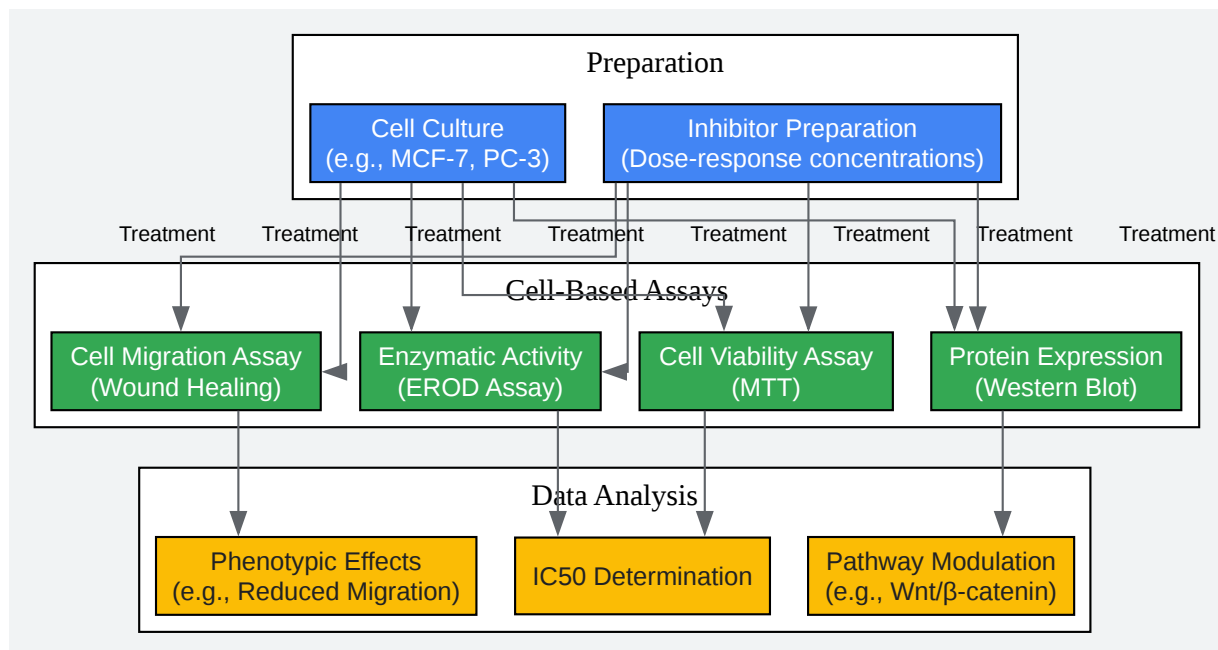 Preparation
Cell Culture
(e.g., MCF-7, PC-3)
Inhibitor Preparation
(Dose-response concentrations)
Treatment
Treatment
Treatment
Treatment
Treatment
Treatment
Treatment
Treatment
Cell-Based Assays
Cell Migration Assay
(Wound Healing)
Enzymatic Activity
(EROD Assay)
Cell Viability Assay
(MTT)
Protein Expression
(Western Blot)
Data Analysis
Phenotypic Effects
(e.g., Reduced Migration)
IC50 Determination
Pathway Modulation
(e.g., Wnt/β-catenin)